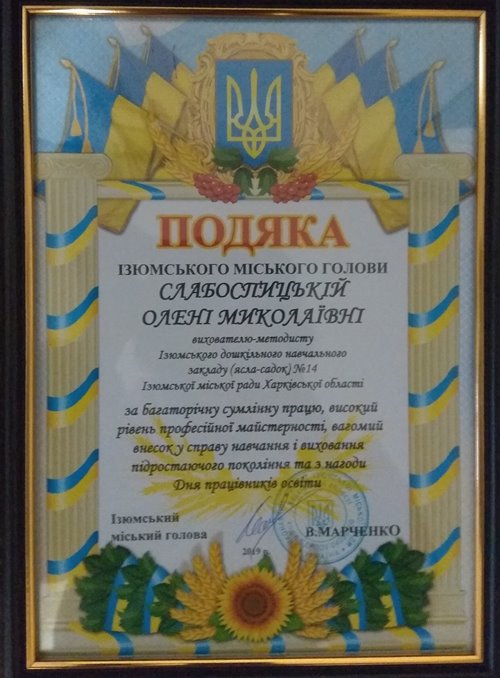 ПОДЯКА
ІЗЮМСЬКОГО МІСЬКОГО ГОЛОВИ
СЛАБОСПИЦЬКІЙ
ОЛЕНІ МИКОЛАЇВНІ
вихователю-методисту
Ізюмського дошкільного навчального
закладу (ясла-садок) №14
Ізюмської міської ради Харківської області
за багаторічну сумлінну працю, високий
рівень професійної майстерності, вагомий
внесок у справу навчання і виховання
підростаючого покоління та з нагоди
Дня працівників освіти
Ізюмський
міський голова
В.МАРЧЕНКО
2019 р.